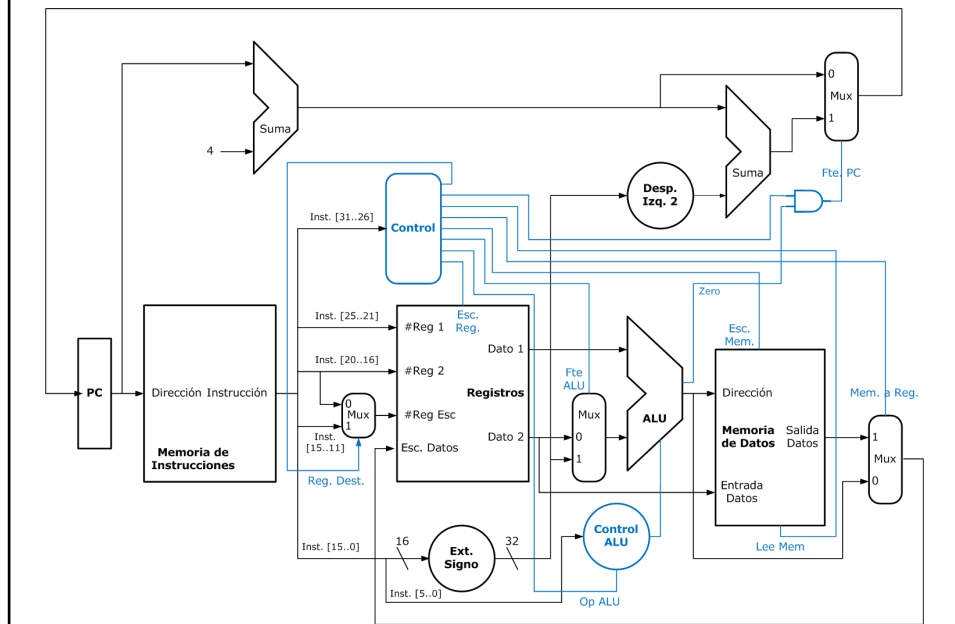 0
Mux
1
Suma
4
Suma
Fte. PC
Desp.
Izq. 2
Inst. [31..26]
Control
Zero
Inst. [25..21]
#Reg 1
Esc.
Reg.
Esc.
Mem.
Dato 1
Inst. [20..16]
#Reg 2
Fte
ALU
PC
Dirección Instrucción
Registros
Dirección
Mem. a Reg.
0
Mux
1
#Reg Esc
Mux
ALU
Memoria
de Datos
Salida
Datos
Inst.
[15..11]
Dato 2
0
1
1
Mux
0
Memoria de
Instrucciones
Esc. Datos
Reg. Dest.
Entrada
Datos
Control
ALU
Inst. [15..0]
16
Ext.
Signo
32
Lee Mem
Inst. [5..0]
Op ALU